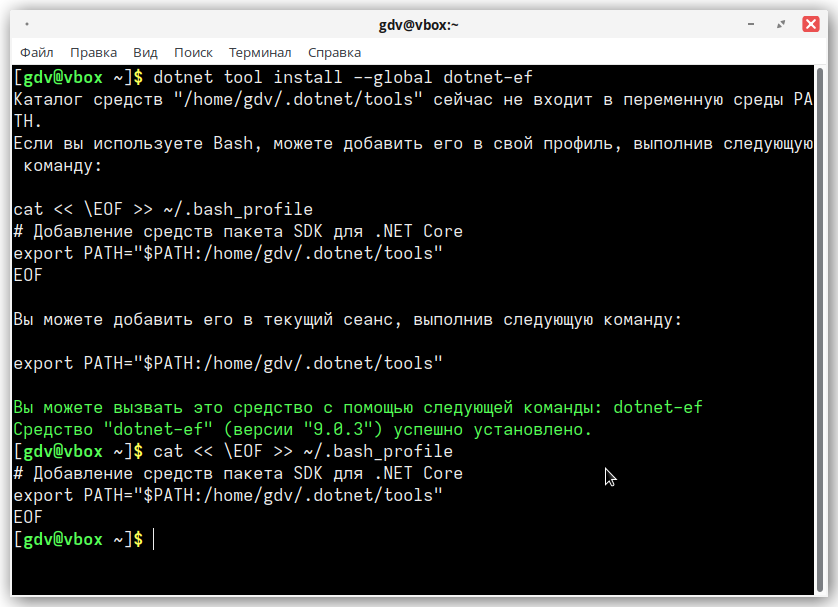 gdv@vbox:~
Файл Правка Вид Поиск Терминал Справка
[gdv@vbox ~]$ dotnet tool install --global dotnet-ef
Каталог средств "/home/gdv/.dotnet/tools" сейчас не входит в переменную среды PA
TH.
Если вы используете Bash, можете добавить его в свой профиль, выполнив следующую
 команду:

cat << \EOF >> ~/.bash_profile
# Добавление средств пакета SDK для .NET Core
export PATH="$PATH:/home/gdv/.dotnet/tools"
EOF

Вы можете добавить его в текущий сеанс, выполнив следующую команду:

export PATH="$PATH:/home/gdv/.dotnet/tools"

Вы можете вызвать это средство с помощью следующей команды: dotnet-ef
Средство "dotnet-ef" (версии "9.0.3") успешно установлено.
[gdv@vbox ~]$ cat << \EOF >> ~/.bash_profile
# Добавление средств пакета SDK для .NET Core
export PATH="$PATH:/home/gdv/.dotnet/tools"
EOF
[gdv@vbox ~]$